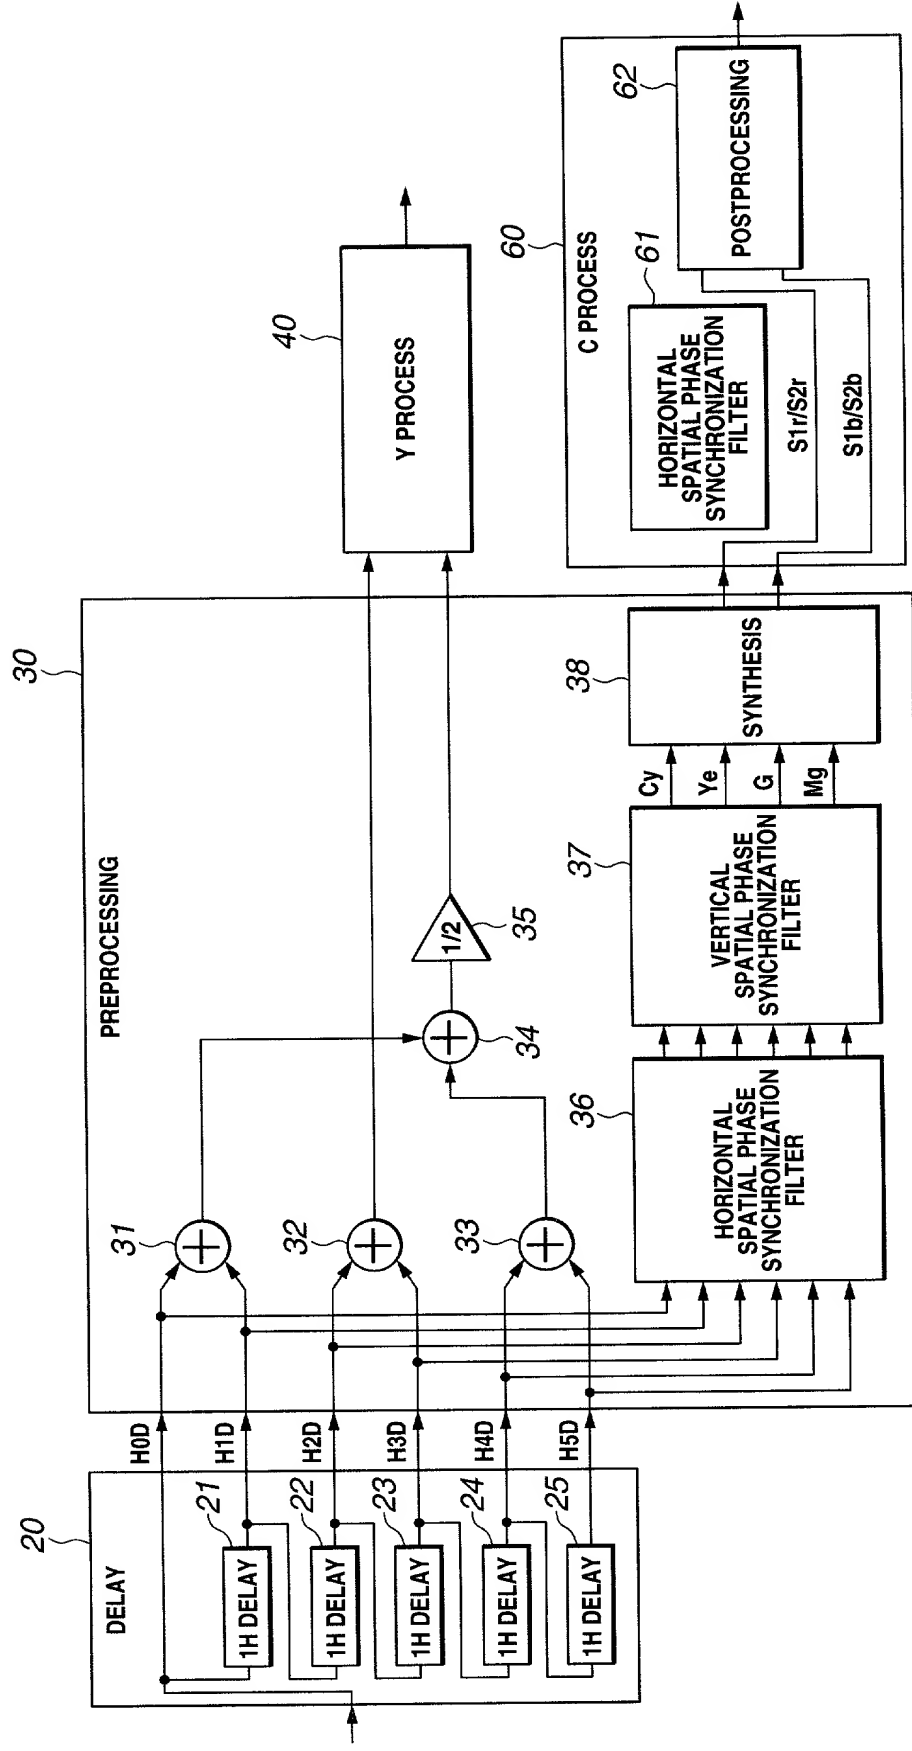 20
DELAY
21
1H DELAY
22
1H DELAY
23
1H DELAY
24
1H DELAY
25
1H DELAY
H0D
H1D
H2D
H3D
H4D
H5D
30
PREPROCESSING
31
32
33
34
1/2
35
36
HORIZONTAL
SPATIAL PHASE
SYNCHRONIZATION
FILTER
37
VERTICAL
SPATIAL PHASE
SYNCHRONIZATION
FILTER
Cy
Ye
G
Mg
38
SYNTHESIS
40
Y PROCESS
60
C PROCESS
61
HORIZONTAL
SPATIAL PHASE
SYNCHRONIZATION
FILTER
S1r/S2r
S1b/S2b
62
POSTPROCESSING